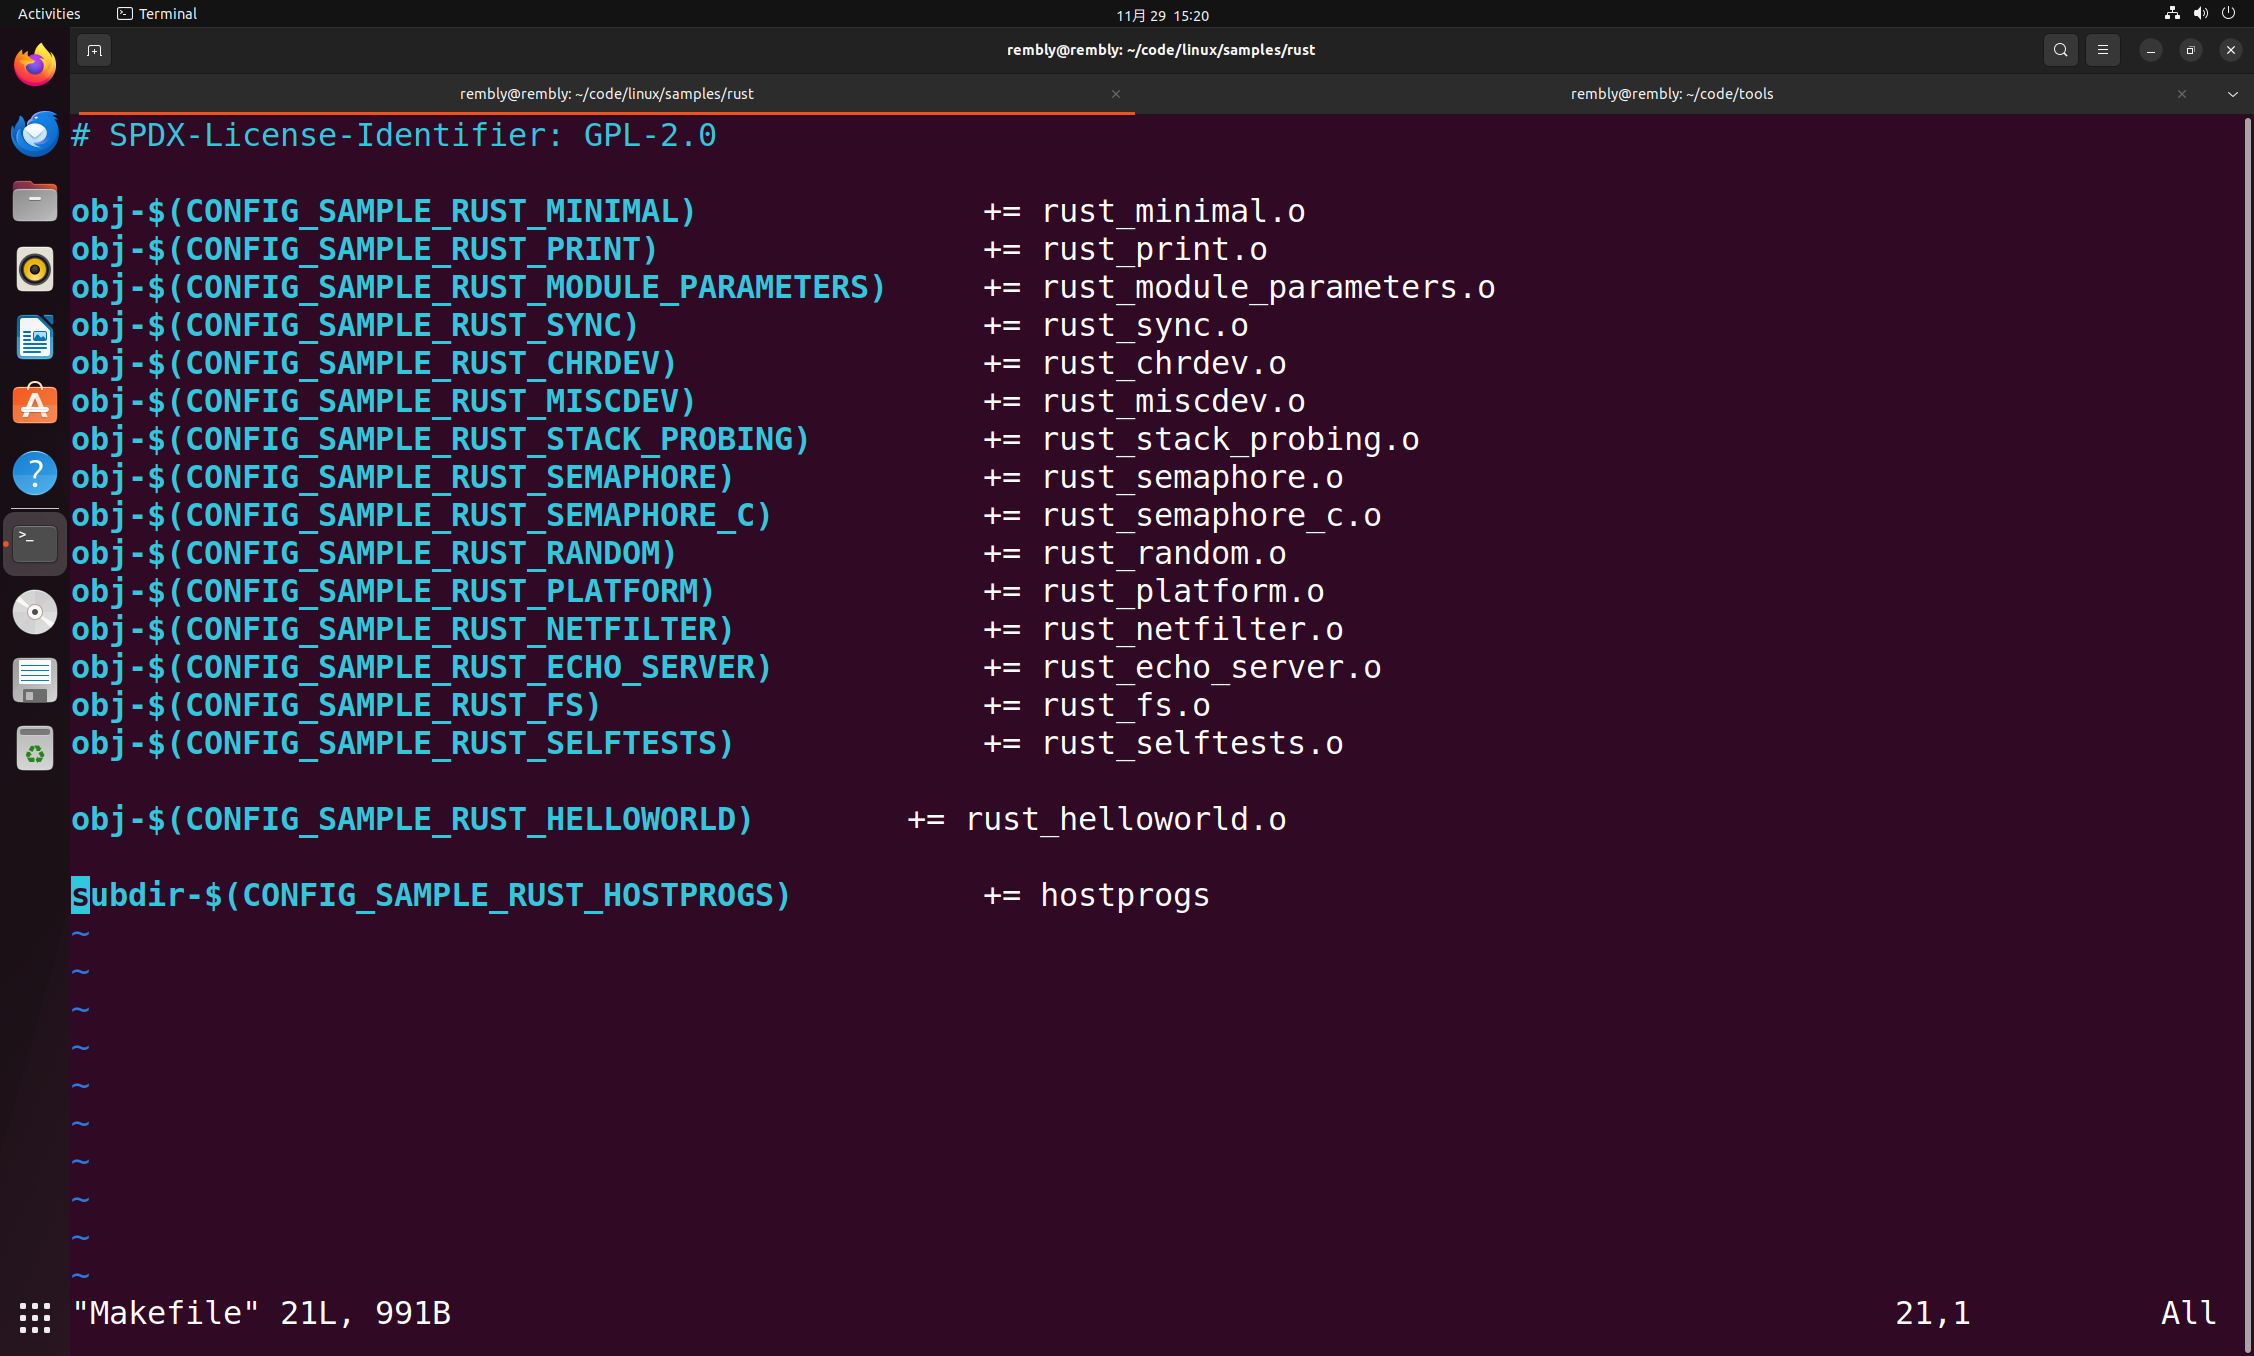 Activities Terminal 11月 29 15:20
rembly@rembly: ~/code/linux/samples/rust
rembly@rembly: ~/code/linux/samples/rust rembly@rembly: ~/code/tools
# SPDX-License-Identifier: GPL-2.0
obj-$(CONFIG_SAMPLE_RUST_MINIMAL) += rust_minimal.o
obj-$(CONFIG_SAMPLE_RUST_PRINT) += rust_print.o
obj-$(CONFIG_SAMPLE_RUST_MODULE_PARAMETERS) += rust_module_parameters.o
obj-$(CONFIG_SAMPLE_RUST_SYNC) += rust_sync.o
obj-$(CONFIG_SAMPLE_RUST_CHRDEV) += rust_chrdev.o
obj-$(CONFIG_SAMPLE_RUST_MISCDEV) += rust_miscdev.o
obj-$(CONFIG_SAMPLE_RUST_STACK_PROBING) += rust_stack_probing.o
obj-$(CONFIG_SAMPLE_RUST_SEMAPHORE) += rust_semaphore.o
obj-$(CONFIG_SAMPLE_RUST_SEMAPHORE_C) += rust_semaphore_c.o
obj-$(CONFIG_SAMPLE_RUST_RANDOM) += rust_random.o
obj-$(CONFIG_SAMPLE_RUST_PLATFORM) += rust_platform.o
obj-$(CONFIG_SAMPLE_RUST_NETFILTER) += rust_netfilter.o
obj-$(CONFIG_SAMPLE_RUST_ECHO_SERVER) += rust_echo_server.o
obj-$(CONFIG_SAMPLE_RUST_FS) += rust_fs.o
obj-$(CONFIG_SAMPLE_RUST_SELFTESTS) += rust_selftests.o
obj-$(CONFIG_SAMPLE_RUST_HELLOWORLD) += rust_helloworld.o
subdir-$(CONFIG_SAMPLE_RUST_HOSTPROGS) += hostprogs
~
~
~
~
~
~
~
~
~
~
"Makefile" 21L, 991B 21,1 All